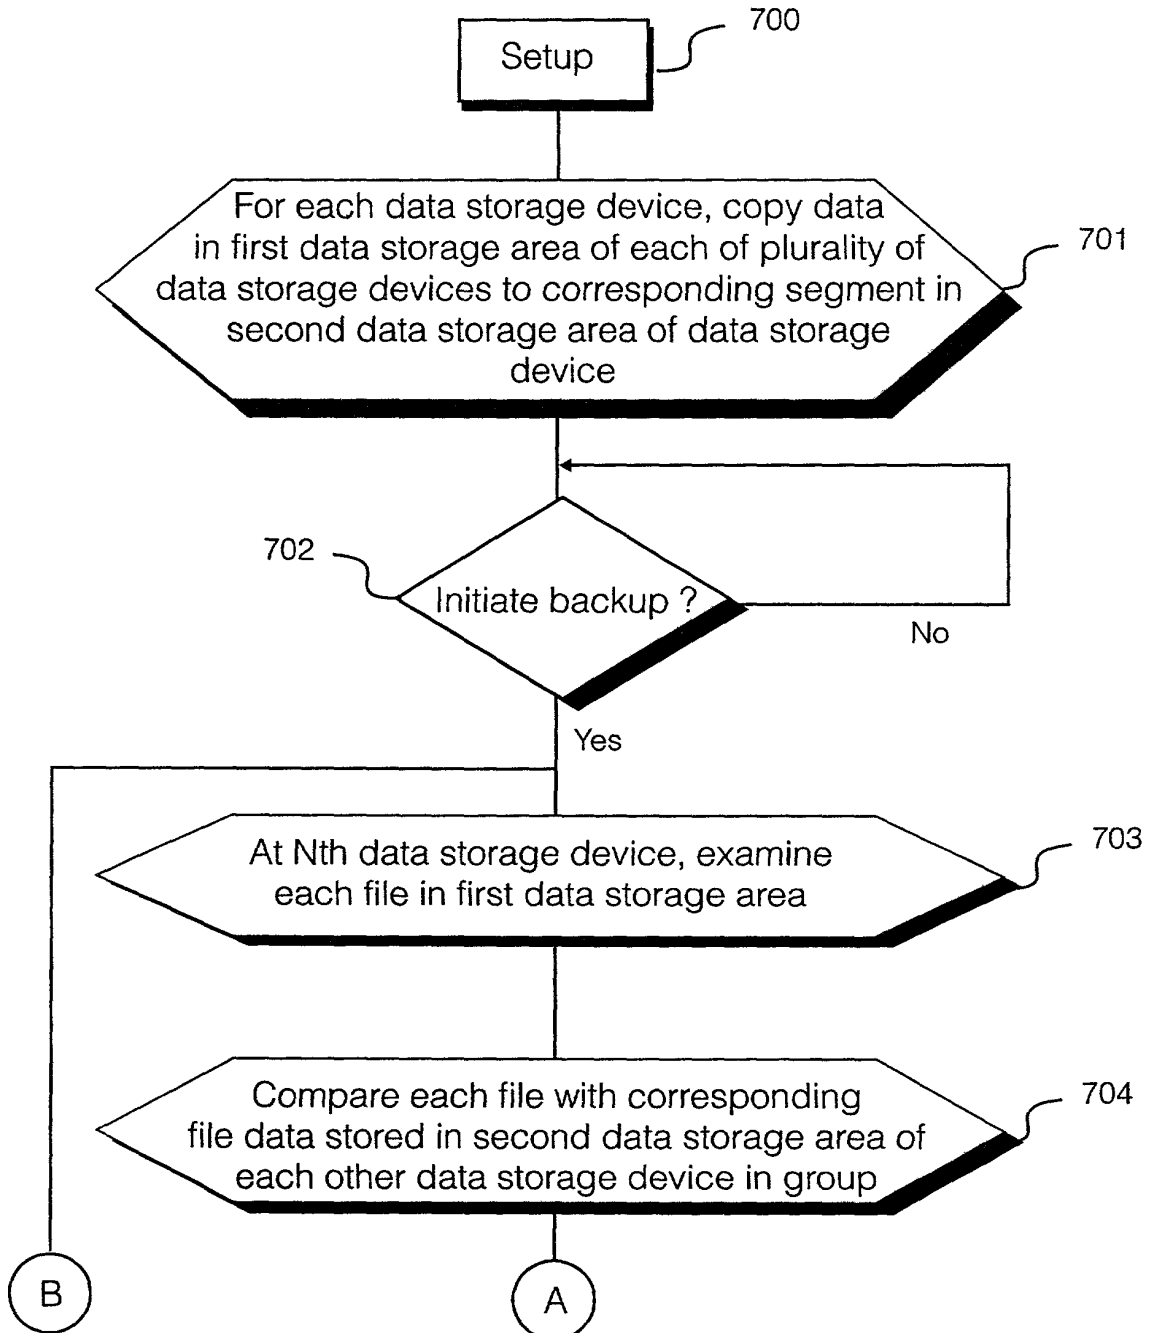 700
Setup
For each data storage device, copy data
in first data storage area of each of plurality of
data storage devices to corresponding segment in
second data storage area of data storage
device
701
702
Initiate backup ?
No
Yes
At Nth data storage device, examine
each file in first data storage area
703
Compare each file with corresponding
file data stored in second data storage area of
each other data storage device in group
704
B
A